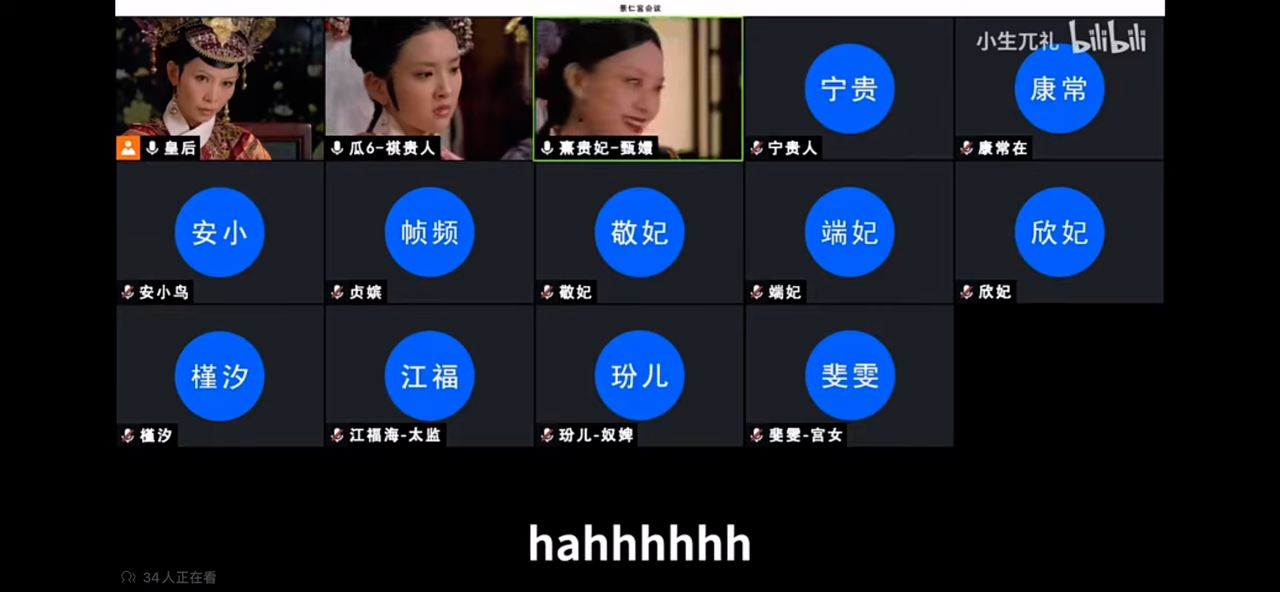 景仁宫会议
小生兀礼 bilibili
宁贵
康常
皇后
瓜6-祺贵人
熹贵妃-甄嬛
宁贵人
康常在
安小
帧频
敬妃
端妃
欣妃
安小鸟
贞嫔
敬妃
端妃
欣妃
槿汐
江福
玢儿
斐雯
槿汐
江福海-太监
玢儿-奴婢
斐雯-宫女
hahhhhhh
34人正在看